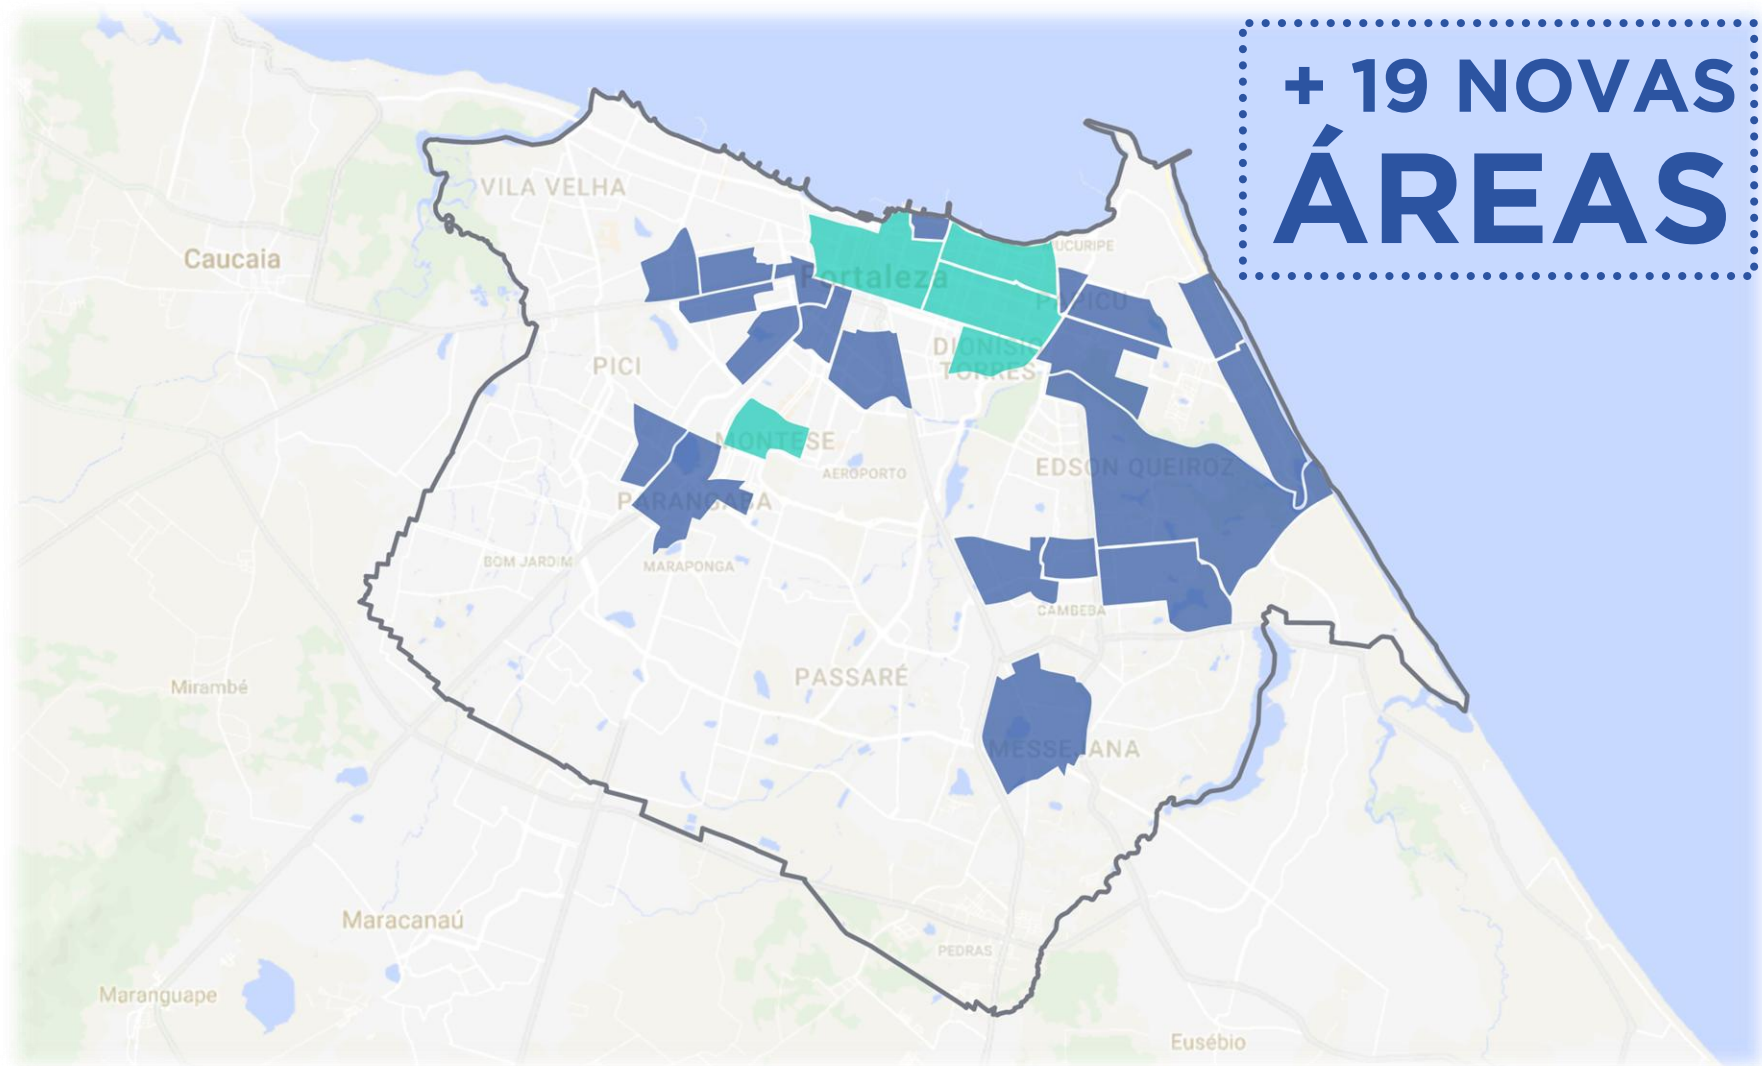 + 19 NOVAS
ÁREAS
VILA VELHA
Caucaia
UCURIPE
Fortaleza
PAPICU
DIONISIO
TORRES
PICI
MONTESE
AEROPORTO
EDSON QUEIROZ
PARANGABA
BOM JARDIM
MARAPONGA
CAMBEBA
PASSARÉ
Mirambé
MESSEJANA
Maracanaú
PEDRAS
Maranguape
Eusébio